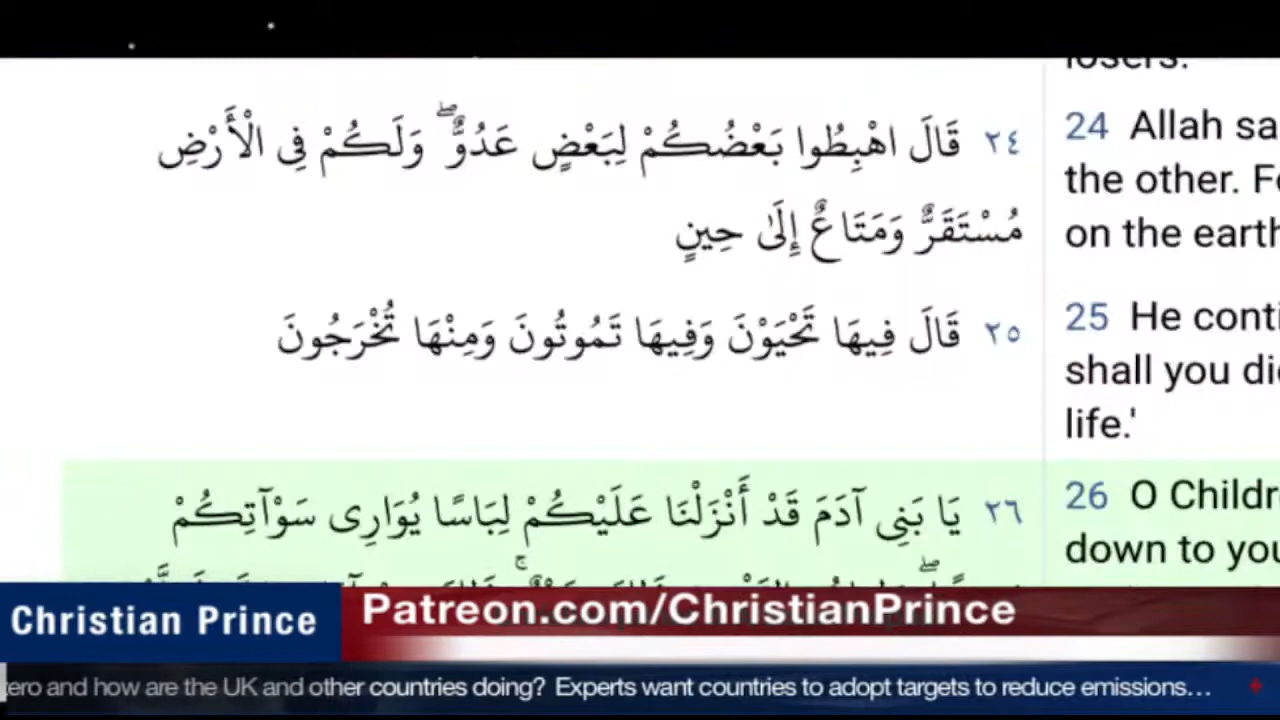 losers.'
٢٤ قَالَ اهْبِطُوا بَعْضُكُمْ لِبَعْضٍ عَدُوٌّ ۖ وَلَكُمْ فِي الْأَرْضِ
مُسْتَقَرٌّ وَمَتَاعٌ إِلَىٰ حِينٍ
24 Allah sa
the other. Fo
on the earth
٢٥ قَالَ فِيهَا تَحْيَوْنَ وَفِيهَا تَمُوتُونَ وَمِنْهَا تُخْرَجُونَ
25 He conti
shall you di
life.'
٢٦ يَا بَنِي آدَمَ قَدْ أَنْزَلْنَا عَلَيْكُمْ لِبَاسًا يُوَارِي سَوْآتِكُمْ
26 O Childr
down to you
Christian Prince
Patreon.com/ChristianPrince
ero and how are the UK and other countries doing? Experts want countries to adopt targets to reduce emissions…